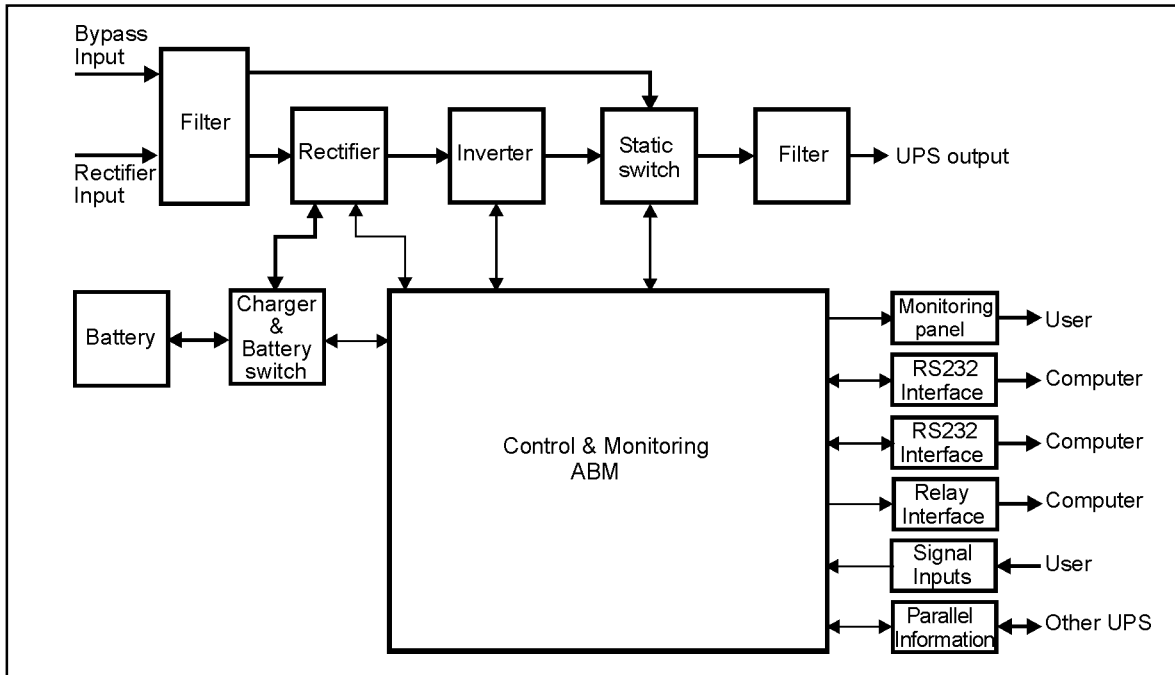 Bypass
Input
Filter
Rectifier
Input
Rectifier
Inverter
Static
switch
Filter
UPS output
Battery
Charger
&
Battery
switch
Control & Monitoring
ABM
Monitoring
panel
User
RS232
Interface
Computer
RS232
Interface
Computer
Relay
Interface
Computer
Signal
Inputs
User
Parallel
Information
Other UPS